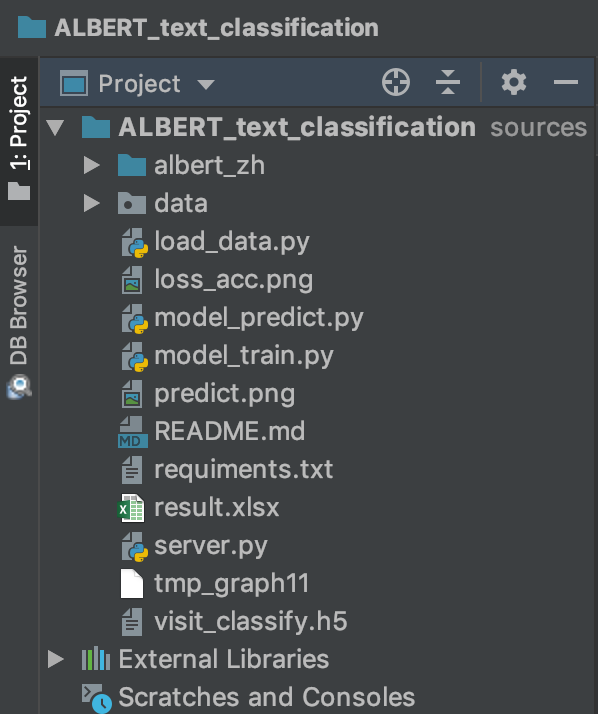 ALBERT_text_classification
Project
ALBERT_text_classification sources
albert_zh
data
load_data.py
loss_acc.png
model_predict.py
model_train.py
predict.png
MD README.md
requiments.txt
X result.xlsx
server.py
tmp_graph11
visit_classify.h5
External Libraries
Scratches and Consoles
1: Project
DB Browser